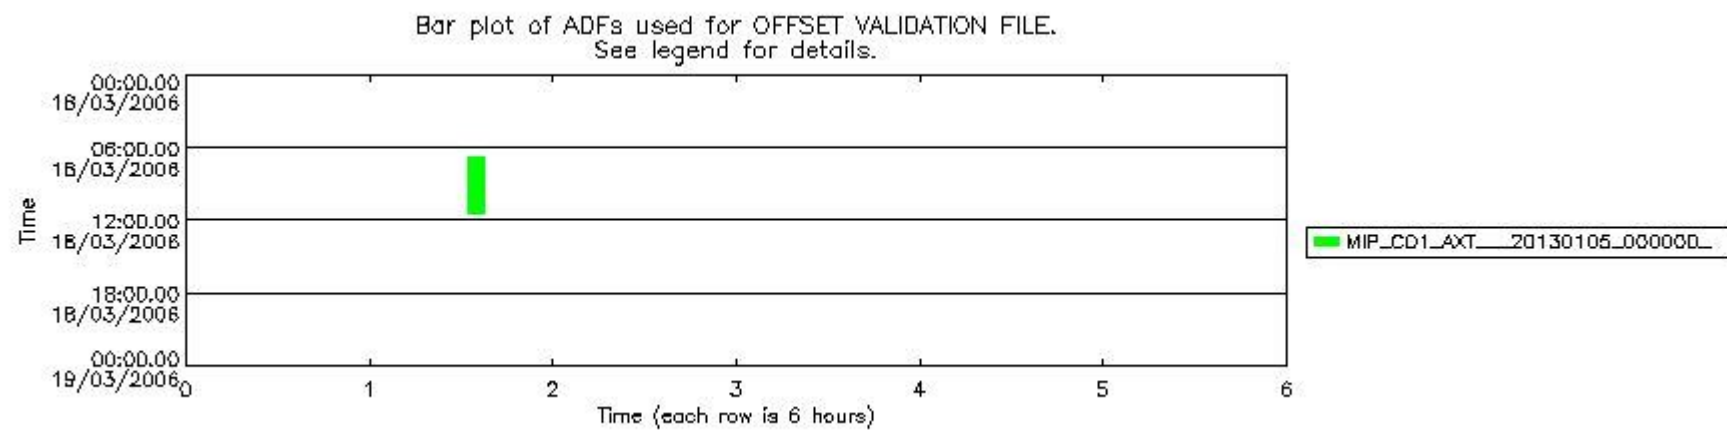 Bar plot of ADFs used for OFFSET VALIDATION FILE.
See legend for details.
00:00.00
18/03/2006
06:00.00
18/03/2006
12:00.00
18/03/2006
18:00.00
18/03/2006
00:00.00
19/03/2006
Time
0 1 2 3 4 5 6
Time (each row is 6 hours)
MIP_CO1_AXT___20130105_000000_